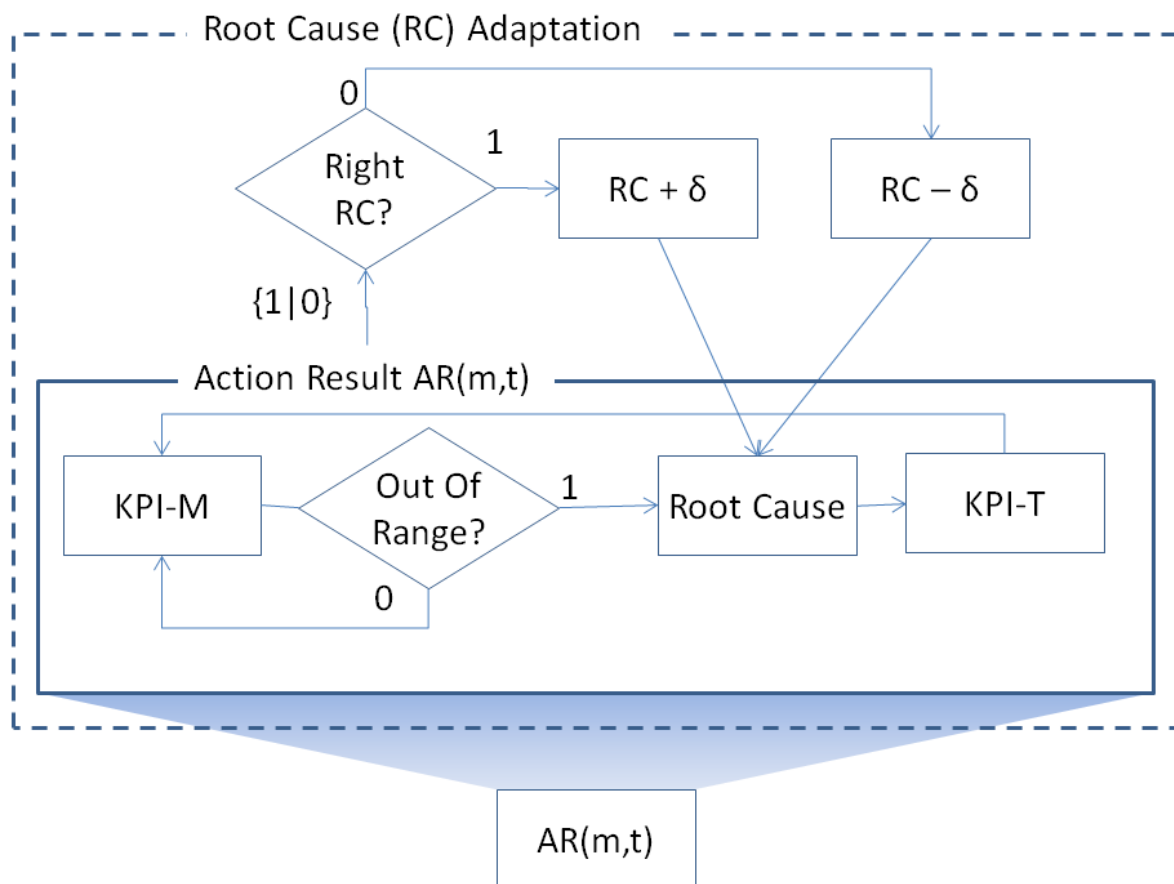 Root Cause (RC) Adaptation
0
1
Right
RC?
RC + δ
RC – δ
{1|0}
Action Result AR(m,t)
KPI-M
Out Of
Range?
1
Root Cause
KPI-T
0
AR(m,t)